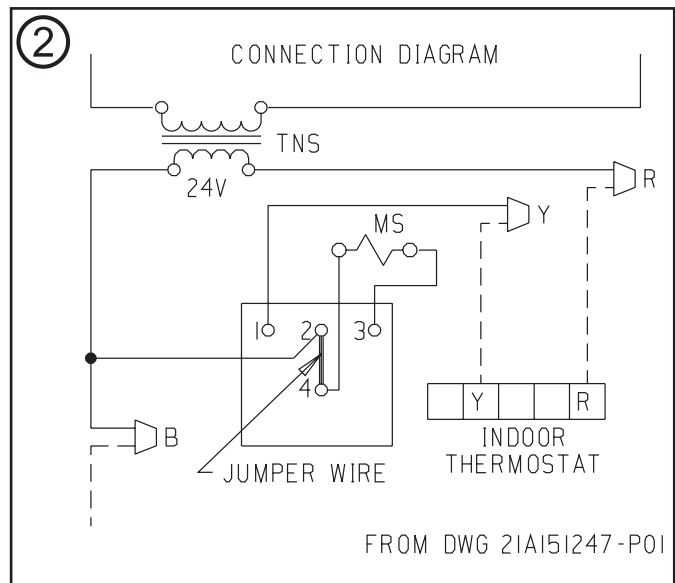 2
CONNECTION DIAGRAM
TNS
24V
R
Y
MS
1
2
3
4
Y
R
B
INDOOR
THERMOSTAT
JUMPER WIRE
FROM DWG 21A151247-P01